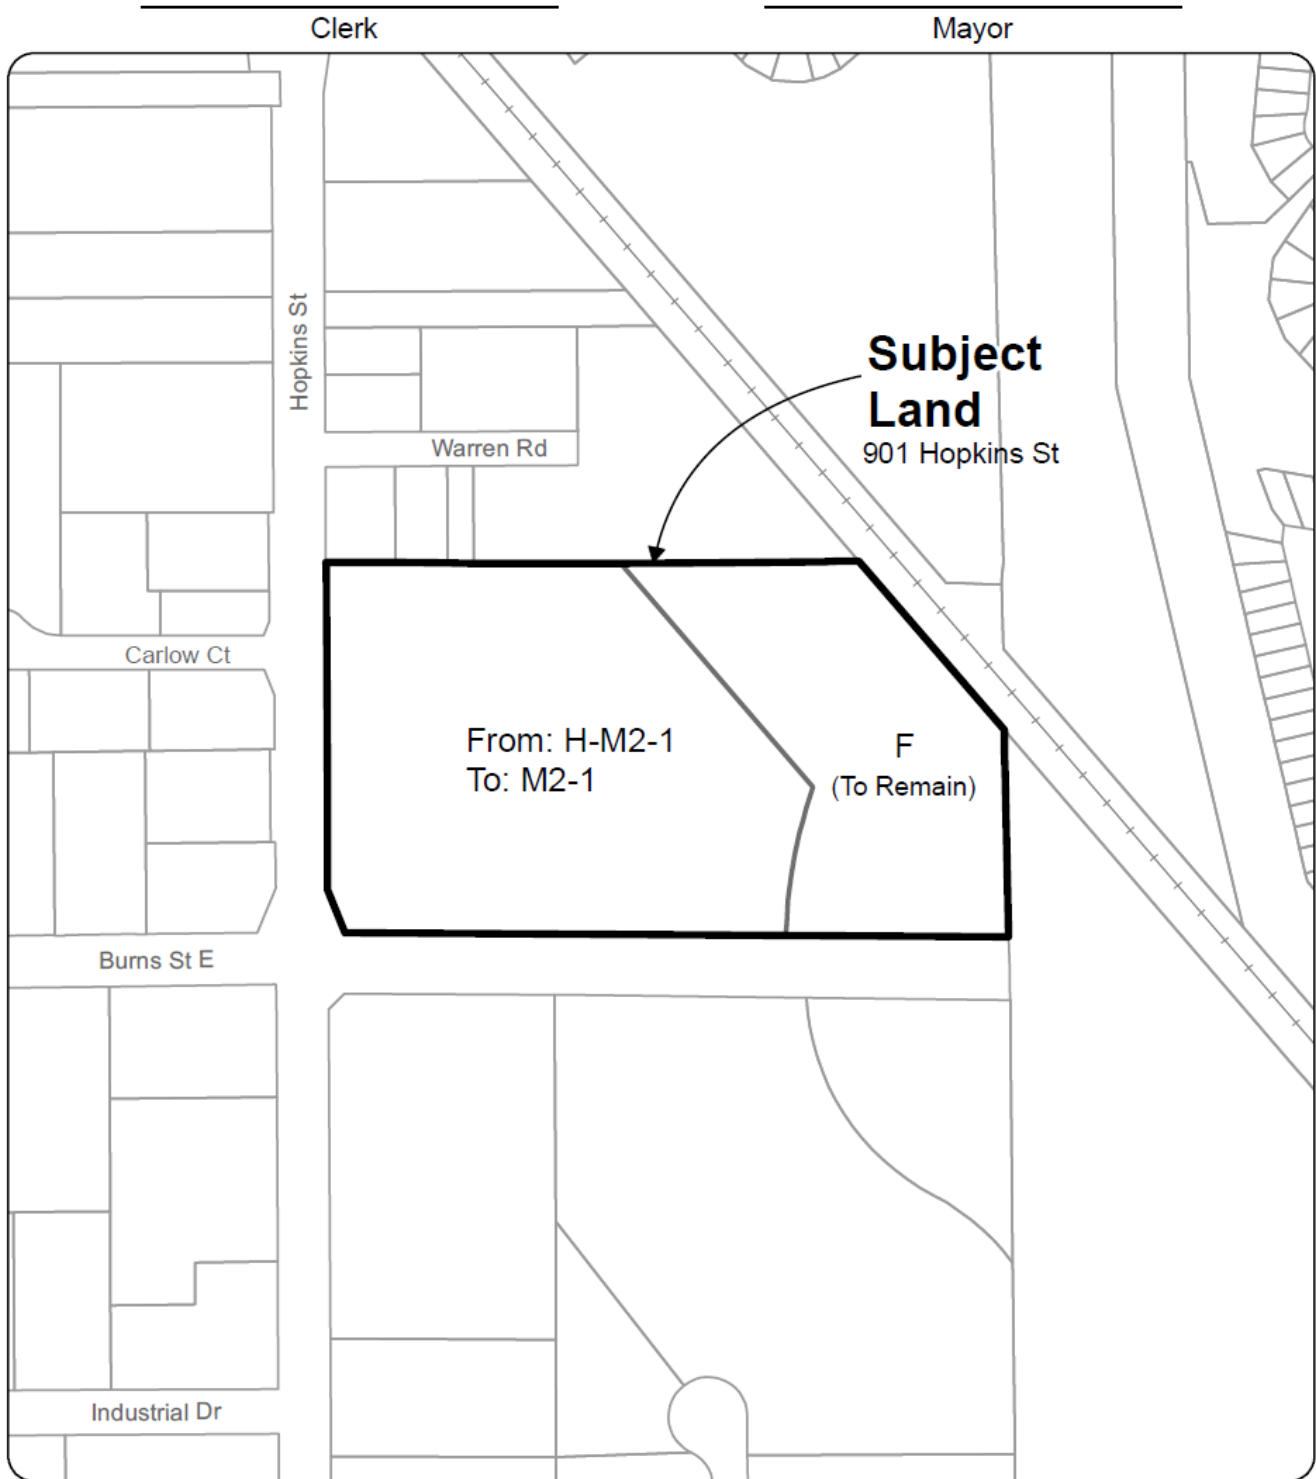 Clerk
Mayor
Hopkins St
Subject
Land
901 Hopkins St
Warren Rd
Carlow Ct
From: H-M2-1
To: M2-1
F
(To Remain)
Burns St E
Industrial Dr